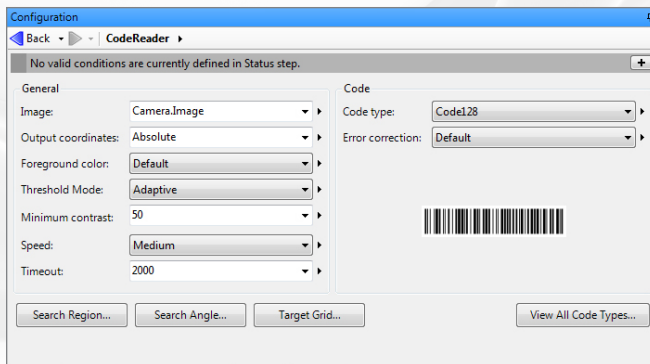 Configuration
Back CodeReader
No valid conditions are currently defined in Status step.
General
Image: Camera.Image
Output coordinates: Absolute
Foreground color: Default
Threshold Mode: Adaptive
Minimum contrast: 50
Speed: Medium
Timeout: 2000
Code
Code type: Code128
Error correction: Default
Search Region... Search Angle... Target Grid... View All Code Types...